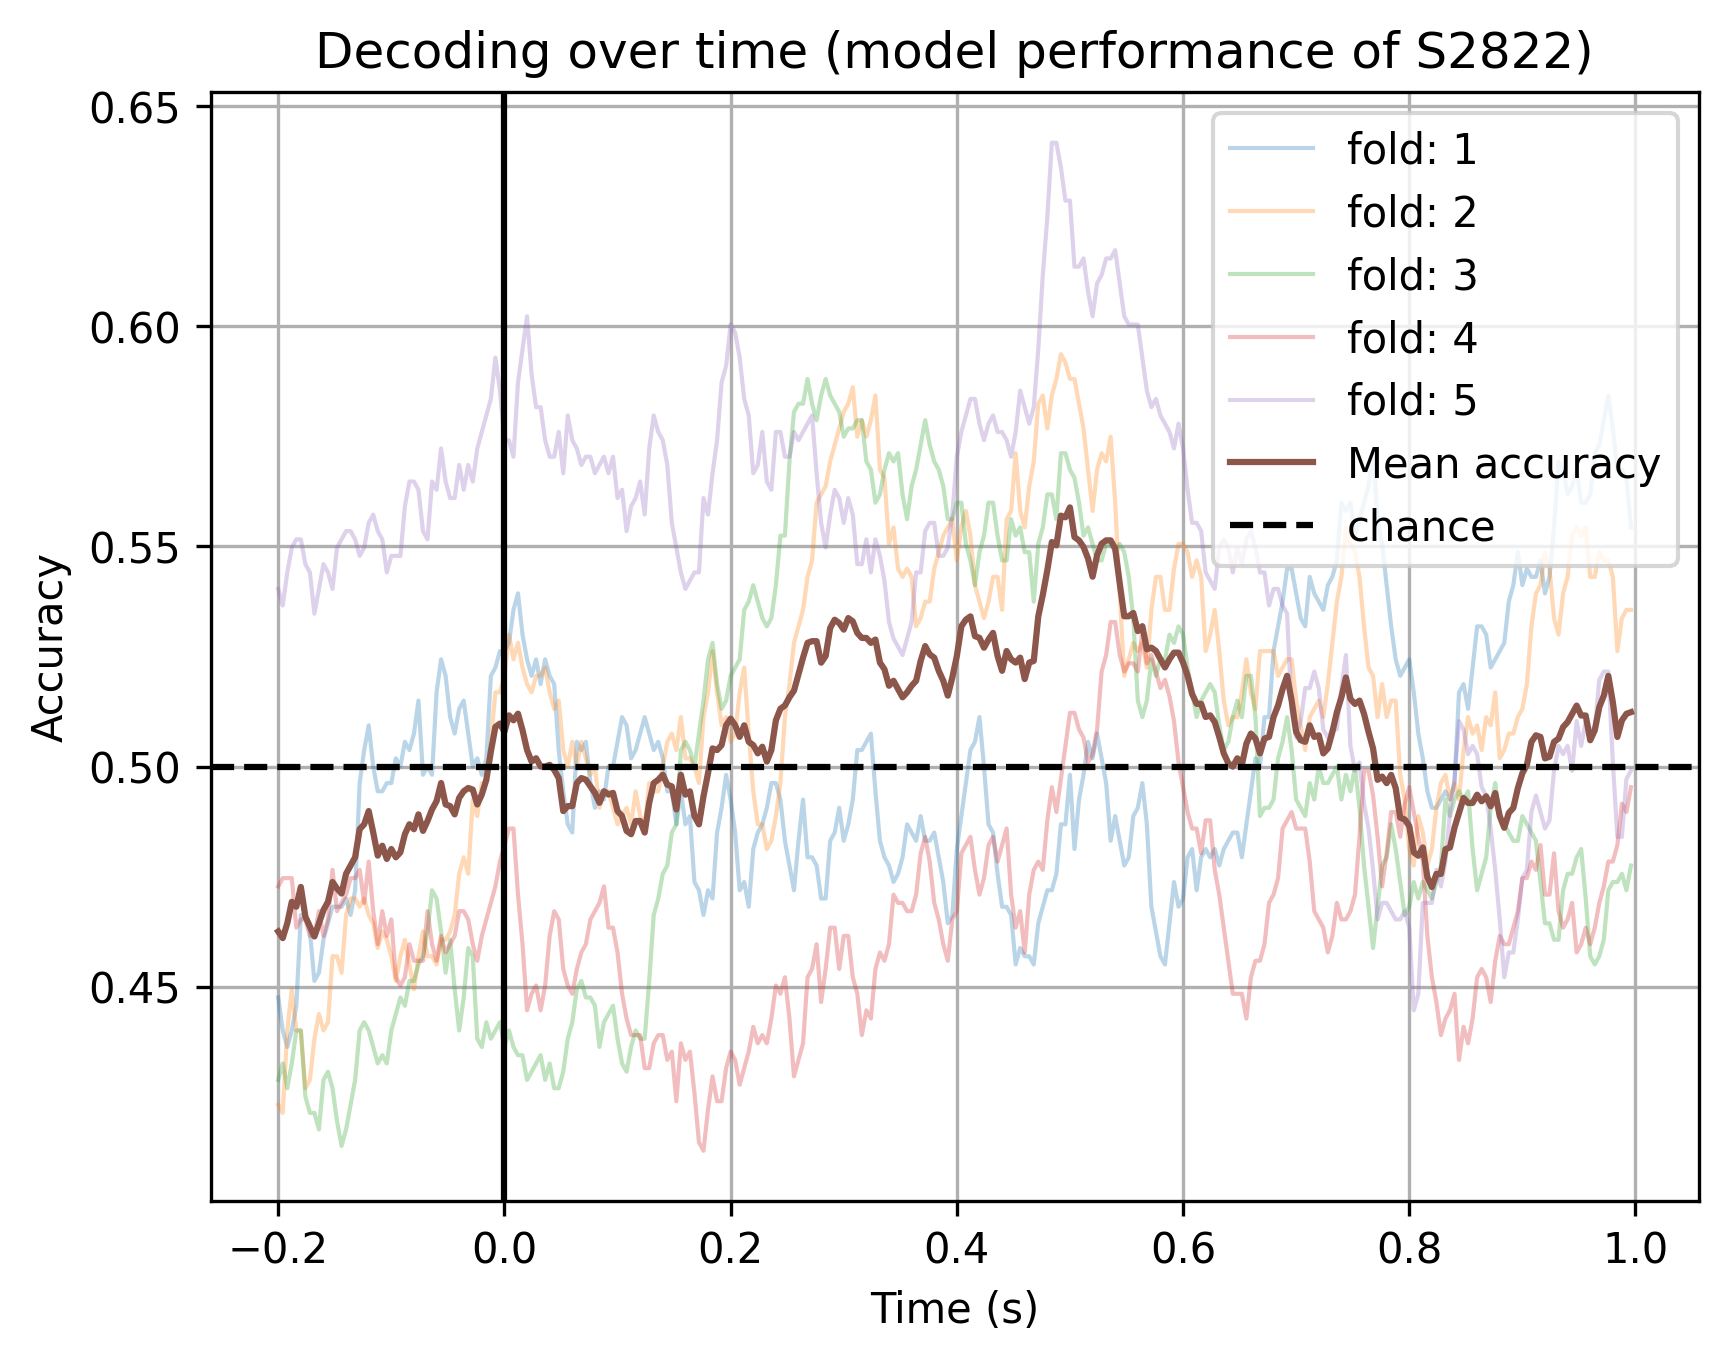 Decoding over time (model performance of S2822)
0.65
0.60
0.55
0.50
0.45
Accuracy
fold: 1
fold: 2
fold: 3
fold: 4
fold: 5
Mean accuracy
chance
−0.2 0.0 0.2 0.4 0.6 0.8 1.0
Time (s)